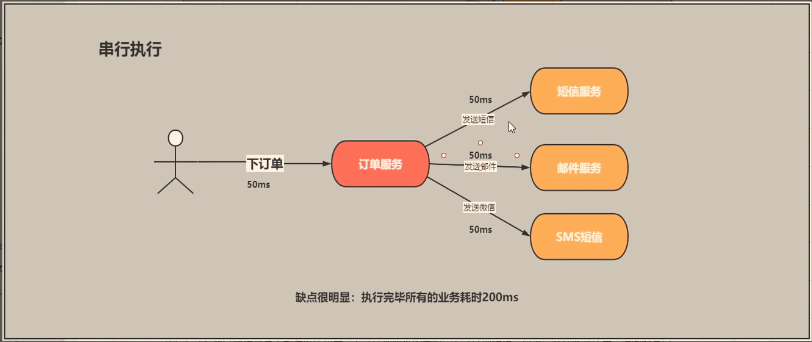 串行执行
50ms
短信服务
发送短信
下订单
50ms
订单服务
50ms
发送邮件
邮件服务
发送微信
50ms
SMS短信
缺点很明显：执行完毕所有的业务耗时200ms